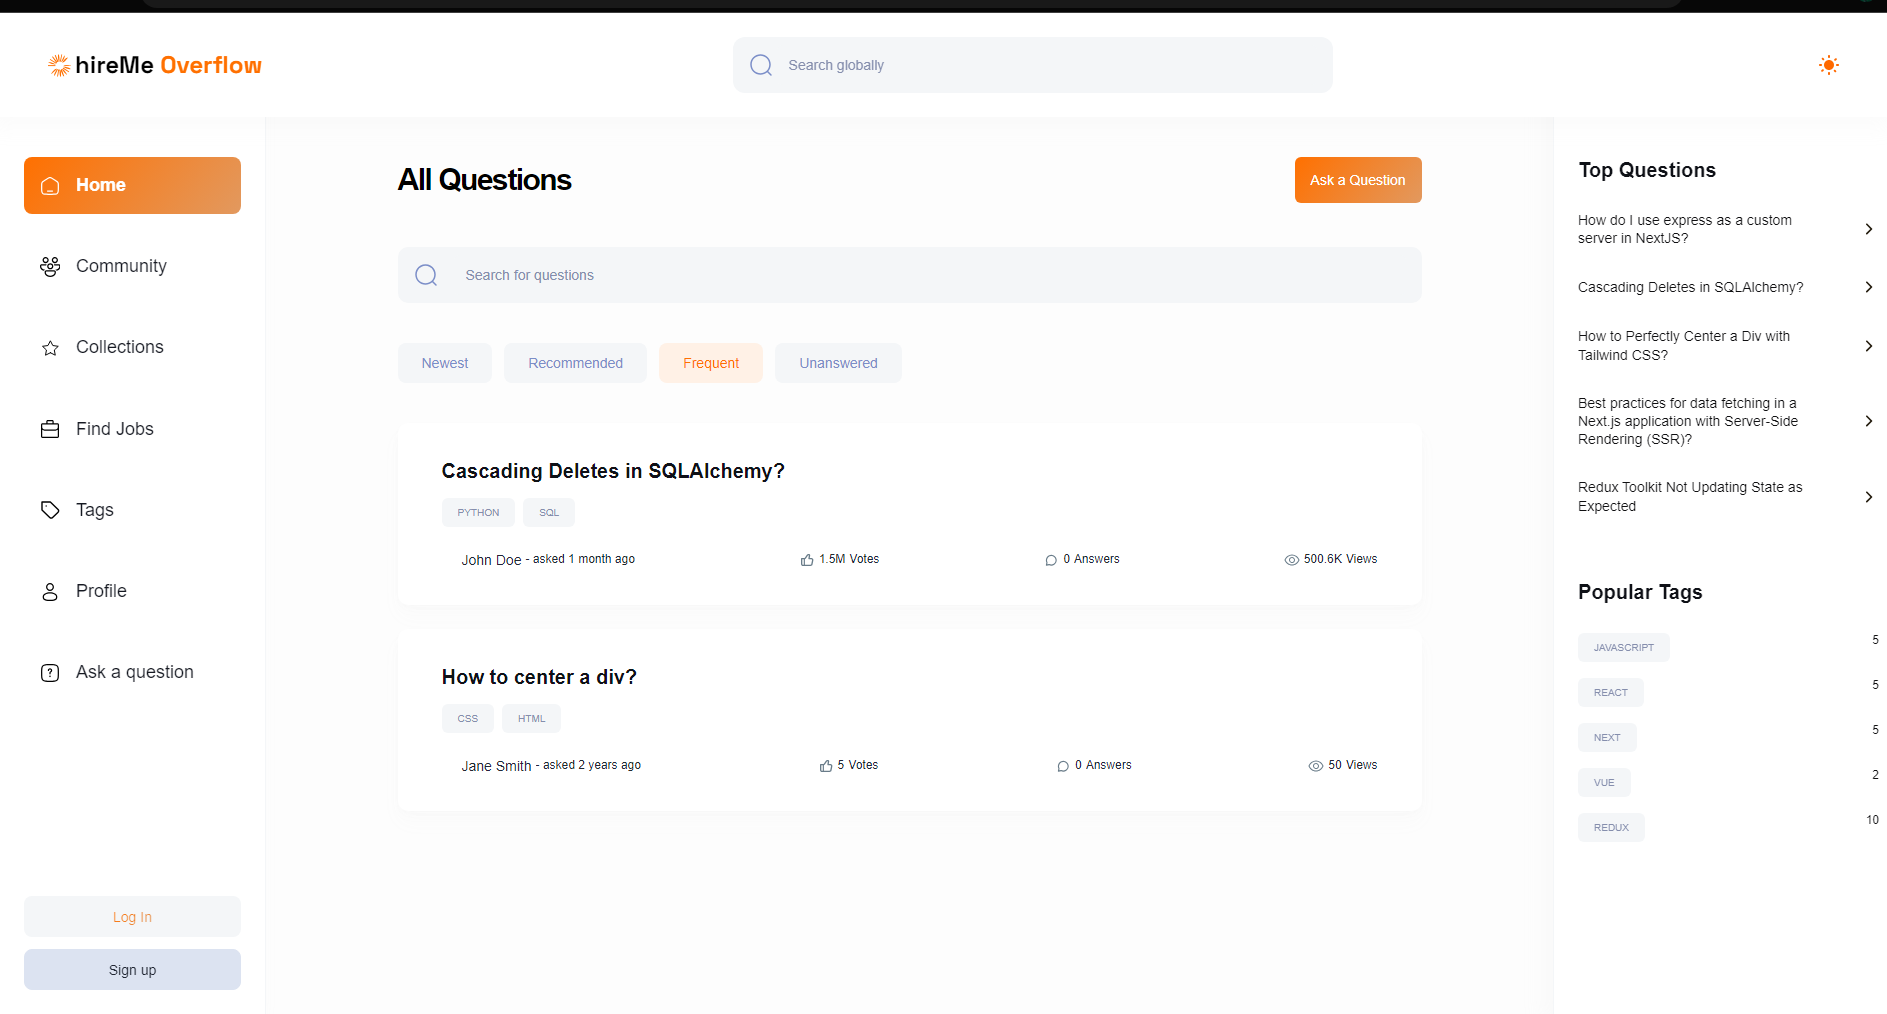 hireMe Overflow
Search globally
Home
Community
Collections
Find Jobs
Tags
Profile
Ask a question
Log In
Sign up
All Questions
Ask a Question
Search for questions
Newest
Recommended
Frequent
Unanswered
Cascading Deletes in SQLAlchemy?
PYTHON
SQL
John Doe - asked 1 month ago
1.5M Votes
0 Answers
500.6K Views
How to center a div?
CSS
HTML
Jane Smith - asked 2 years ago
5 Votes
0 Answers
50 Views
Top Questions
How do I use express as a custom
server in NextJS?
Cascading Deletes in SQLAlchemy?
How to Perfectly Center a Div with
Tailwind CSS?
Best practices for data fetching in a
Next.js application with Server-Side
Rendering (SSR)?
Redux Toolkit Not Updating State as
Expected
Popular Tags
JAVASCRIPT
5
REACT
5
NEXT
5
VUE
2
REDUX
10